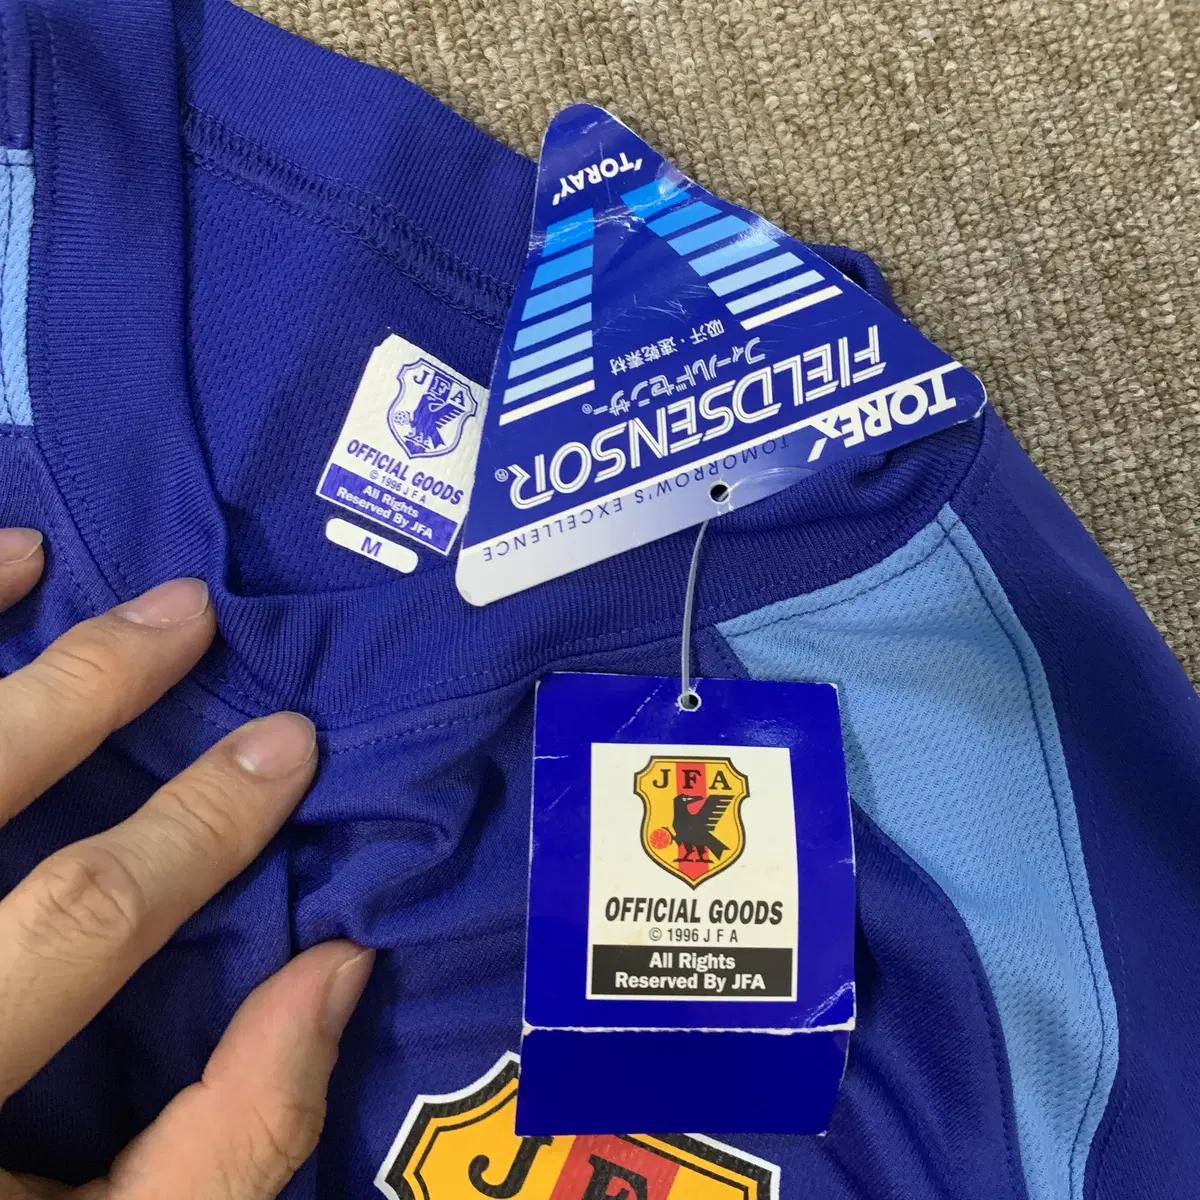 'TORAY'
吸汗・速乾素材
フィールドセンサー®
FIELDSENSOR®
TOREX'
TOMORROW'S EXCELLENCE
JFA
OFFICIAL GOODS
© 1996 J F A
All Rights
Reserved By JFA
M
JFA
OFFICIAL GOODS
© 1996 J F A
All Rights
Reserved By JFA
J F